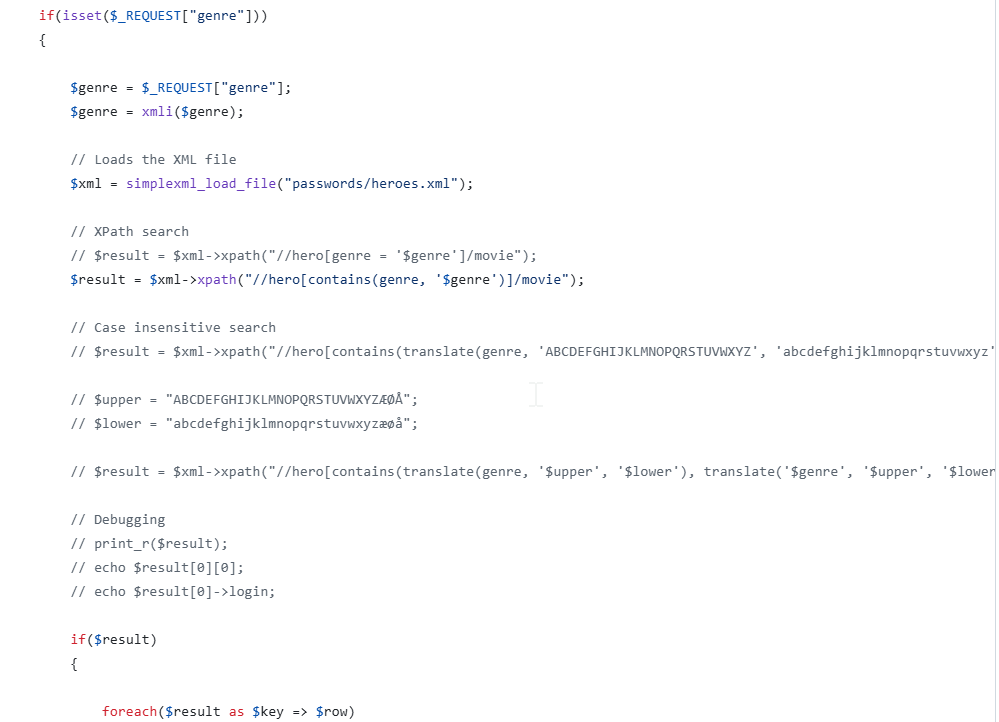 if(isset($_REQUEST["genre"]))
{
$genre = $_REQUEST["genre"];
$genre = xmli($genre);
// Loads the XML file
$xml = simplexml_load_file("passwords/heroes.xml");
// XPath search
// $result = $xml->xpath("//hero[genre = '$genre']/movie");
$result = $xml->xpath("//hero[contains(genre, '$genre')]/movie");
// Case insensitive search
// $result = $xml->xpath("//hero[contains(translate(genre, 'ABCDEFGHIJKLMNOPQRSTUVWXYZ', 'abcdefghijklmnopqrstuvwxyz'
// $upper = "ABCDEFGHIJKLMNOPQRSTUVWXYZÆØÅ";
// $lower = "abcdefghijklmnopqrstuvwxyzæøå";
// $result = $xml->xpath("//hero[contains(translate(genre, '$upper', '$lower'), translate('$genre', '$upper', '$lower
// Debugging
// print_r($result);
// echo $result[0][0];
// echo $result[0]->login;
if($result)
{
foreach($result as $key => $row)